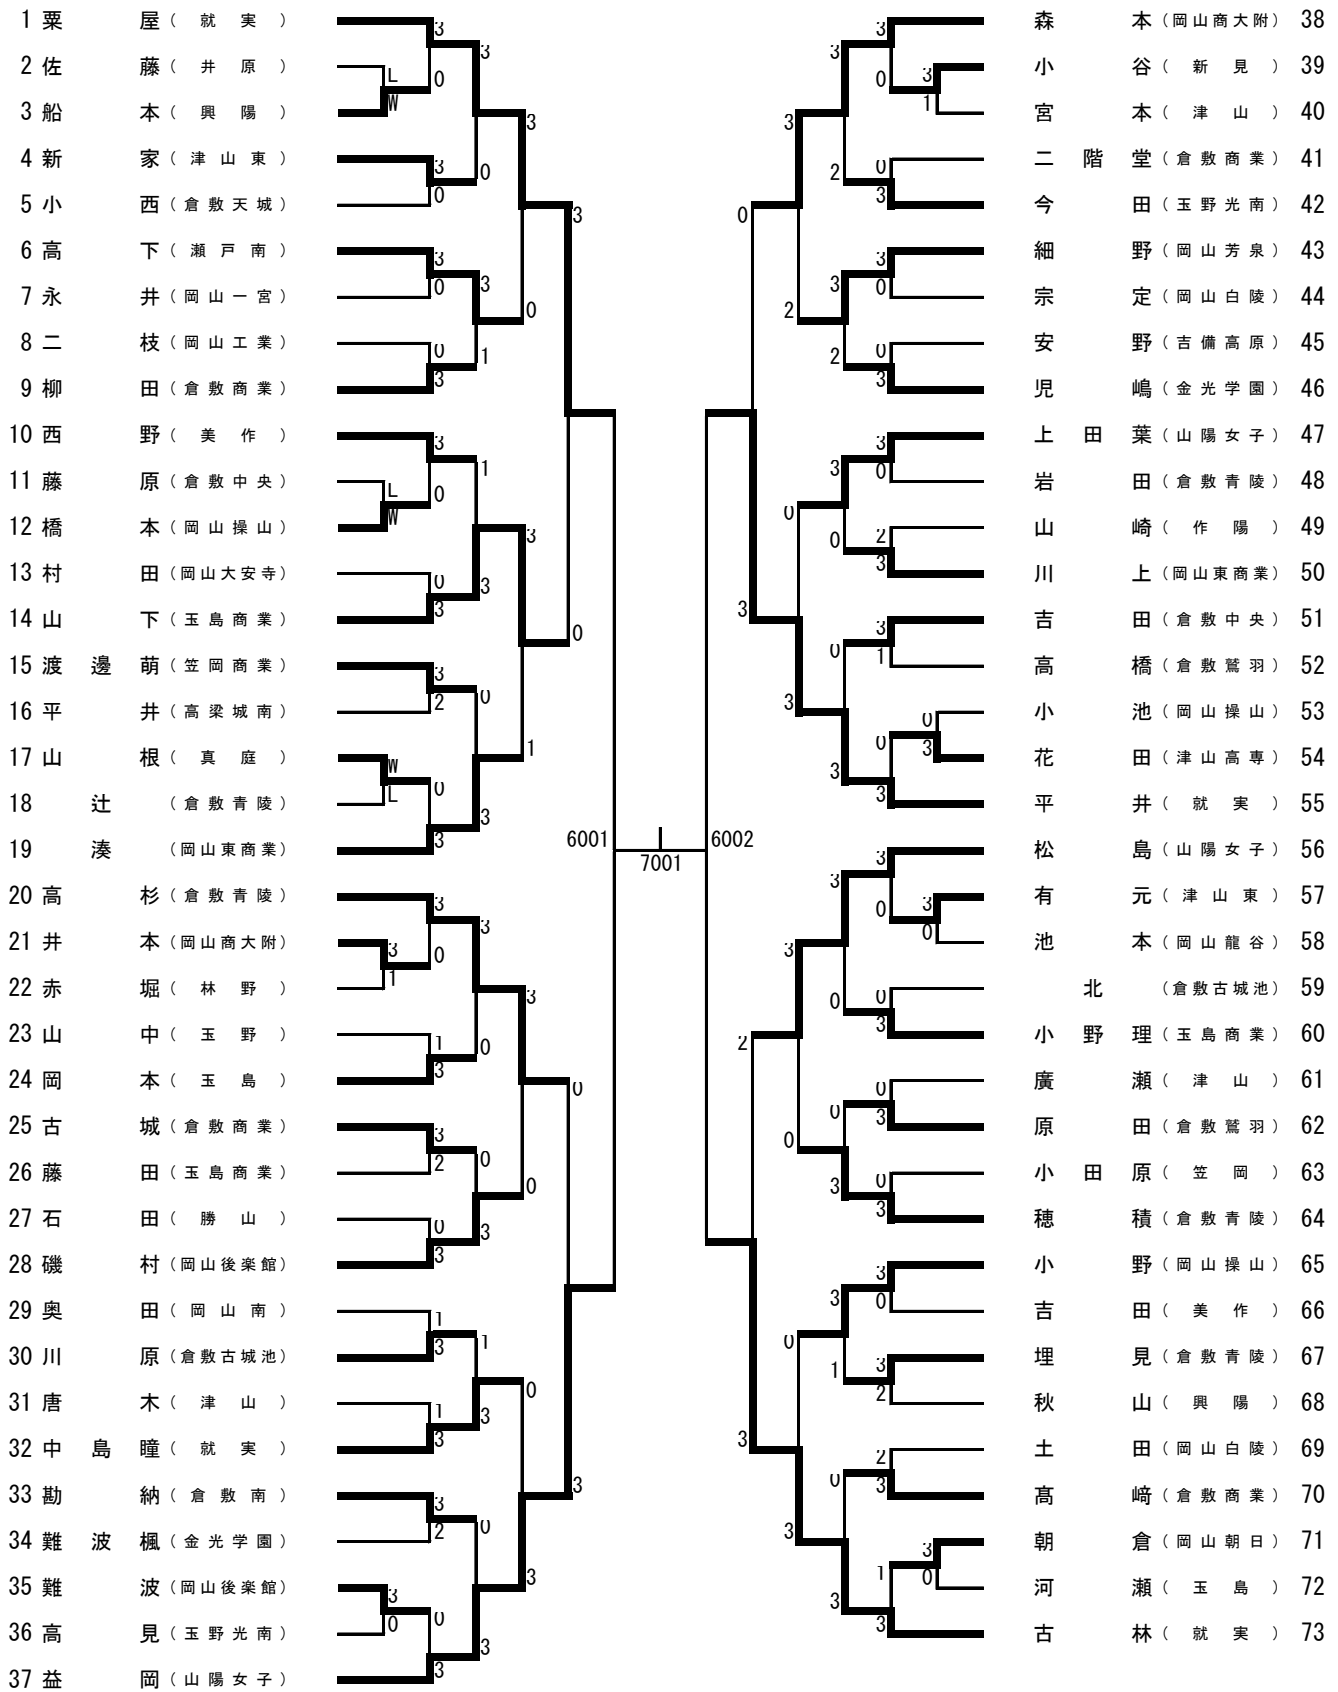 1 粟屋 (就実)
2 佐藤 (井原)
3 船本 (興陽)
4 新家 (津山東)
5 小西 (倉敷天城)
6 高下 (瀬戸南)
7 永井 (岡山一宮)
8 二枝 (岡山工業)
9 柳田 (倉敷商業)
10 西野 (美作)
11 藤原 (倉敷中央)
12 橋本 (岡山操山)
13 村田 (岡山大安寺)
14 山下 (玉島商業)
15 渡邊萌 (笠岡商業)
16 平井 (高梁城南)
17 山根 (真庭)
18 辻 (倉敷青陵)
19 湊 (岡山東商業)
20 高杉 (倉敷青陵)
21 井本 (岡山商大附)
22 赤堀 (林野)
23 山中 (玉野)
24 岡本 (玉島)
25 古城 (倉敷商業)
26 藤田 (玉島商業)
27 石田 (勝山)
28 磯村 (岡山後楽館)
29 奥田 (岡山南)
30 川原 (倉敷古城池)
31 唐木 (津山)
32 中島瞳 (就実)
33 勘納 (倉敷南)
34 難波楓 (金光学園)
35 難波 (岡山後楽館)
36 高見 (玉野光南)
37 益岡 (山陽女子)
6001
7001
6002
森本 (岡山商大附) 38
小谷 (新見) 39
宮本 (津山) 40
二階堂 (倉敷商業) 41
今田 (玉野光南) 42
細野 (岡山芳泉) 43
宗定 (岡山白陵) 44
安野 (吉備高原) 45
児嶋 (金光学園) 46
上田葉 (山陽女子) 47
岩田 (倉敷青陵) 48
山崎 (作陽) 49
川上 (岡山東商業) 50
吉田 (倉敷中央) 51
高橋 (倉敷鷲羽) 52
小池 (岡山操山) 53
花田 (津山高専) 54
平井 (就実) 55
松島 (山陽女子) 56
有元 (津山東) 57
池本 (岡山龍谷) 58
北 (倉敷古城池) 59
小野理 (玉島商業) 60
廣瀬 (津山) 61
原田 (倉敷鷲羽) 62
小田原 (笠岡) 63
穂積 (倉敷青陵) 64
小野 (岡山操山) 65
吉田 (美作) 66
埋見 (倉敷青陵) 67
秋山 (興陽) 68
土田 (岡山白陵) 69
髙﨑 (倉敷商業) 70
朝倉 (岡山朝日) 71
河瀬 (玉島) 72
古林 (就実) 73